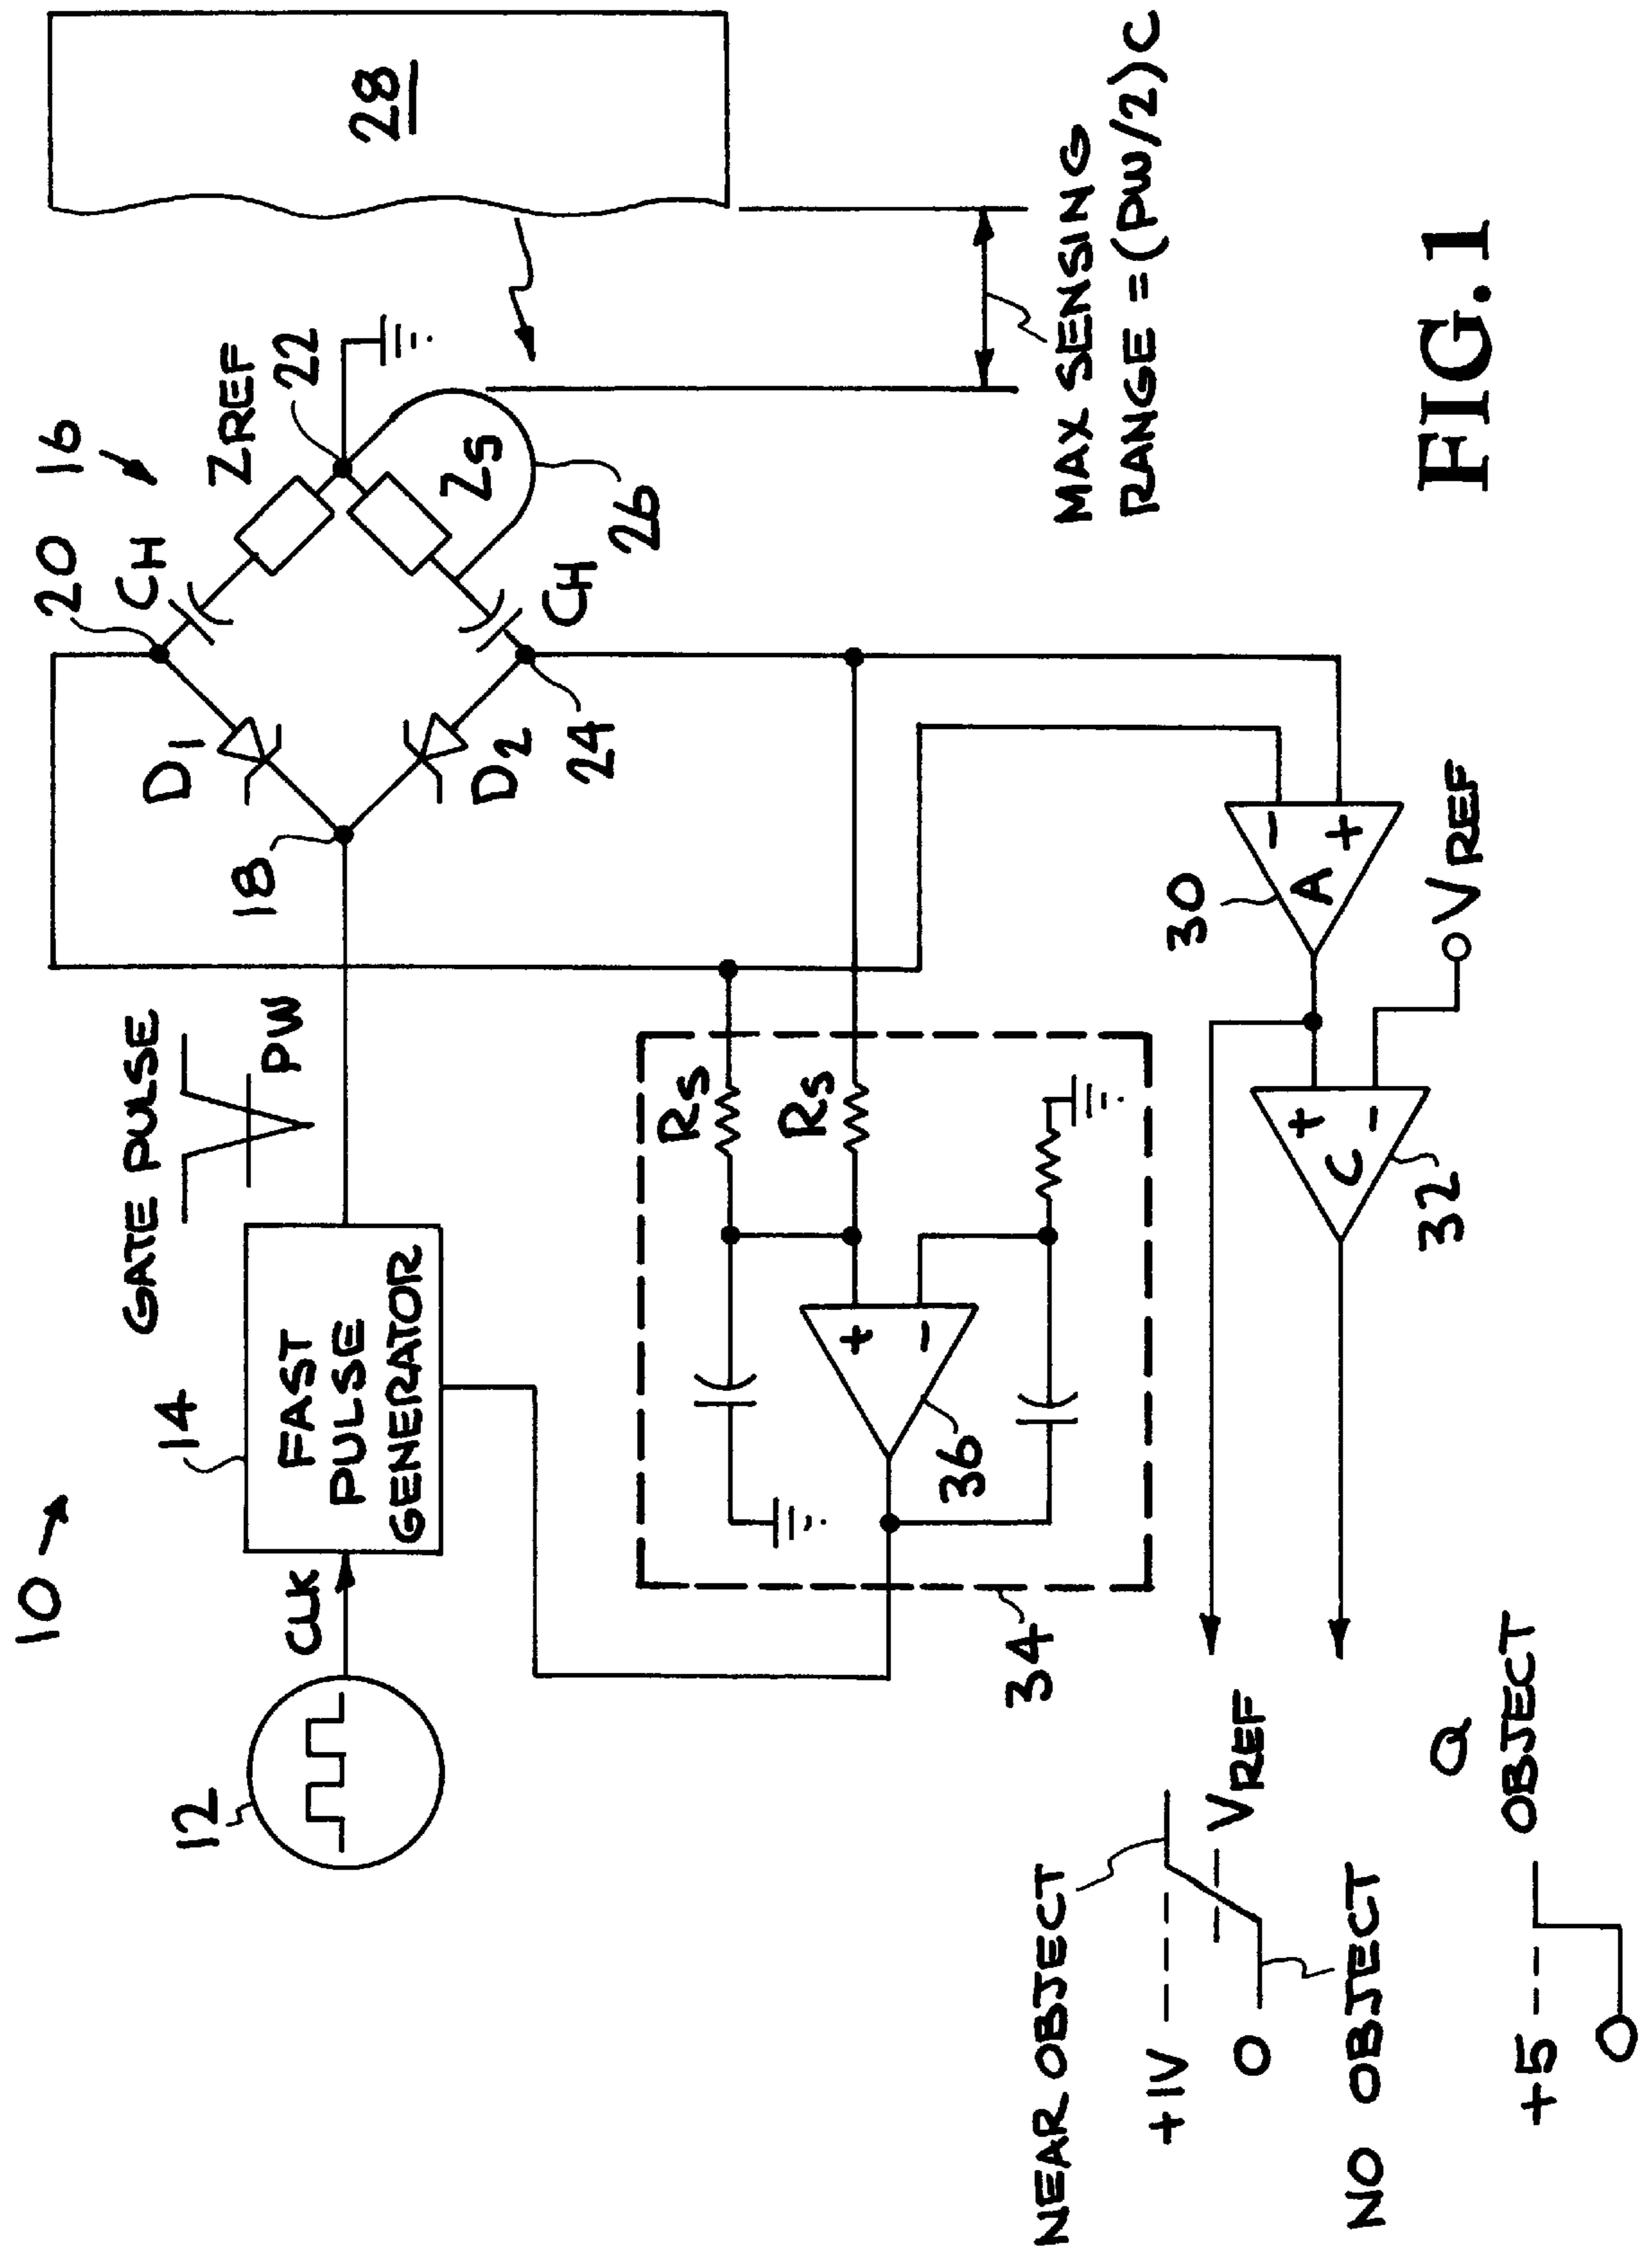 10
12
CLK
14
FAST
PULSE
GENERATOR
GATE PULSE
PW
18
D1
D2
20
CH
16
ZREF
22
ZS
CH
24
26
28
MAX SENSING
RANGE = (PW/2)C
RS
RS
+
-
36
34
30
-
+
A
VREF
+
-
C
32
NEAR OBJECT
+1V
VREF
0
NO OBJECT
Q
+5
OBJECT
0
FIG. 1